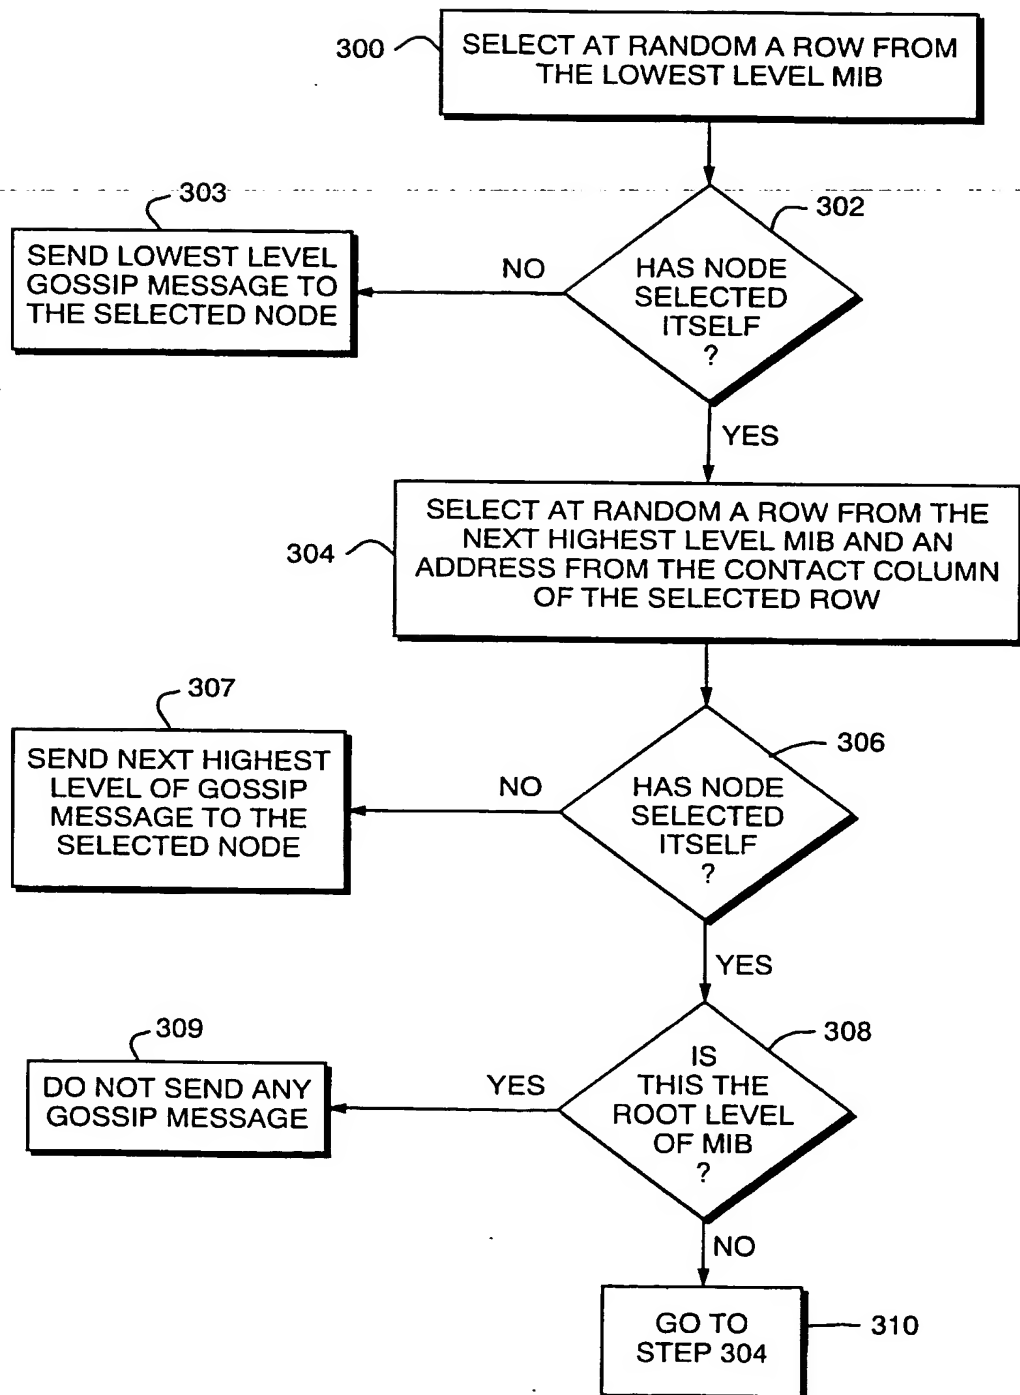 300
SELECT AT RANDOM A ROW FROM
THE LOWEST LEVEL MIB
303
302
SEND LOWEST LEVEL
GOSSIP MESSAGE TO
THE SELECTED NODE
NO
HAS NODE
SELECTED
ITSELF
?
YES
304
SELECT AT RANDOM A ROW FROM THE
NEXT HIGHEST LEVEL MIB AND AN
ADDRESS FROM THE CONTACT COLUMN
OF THE SELECTED ROW
307
306
SEND NEXT HIGHEST
LEVEL OF GOSSIP
MESSAGE TO THE
SELECTED NODE
NO
HAS NODE
SELECTED
ITSELF
?
YES
309
308
DO NOT SEND ANY
GOSSIP MESSAGE
YES
IS
THIS THE
ROOT LEVEL
OF MIB
?
NO
GO TO
STEP 304
310